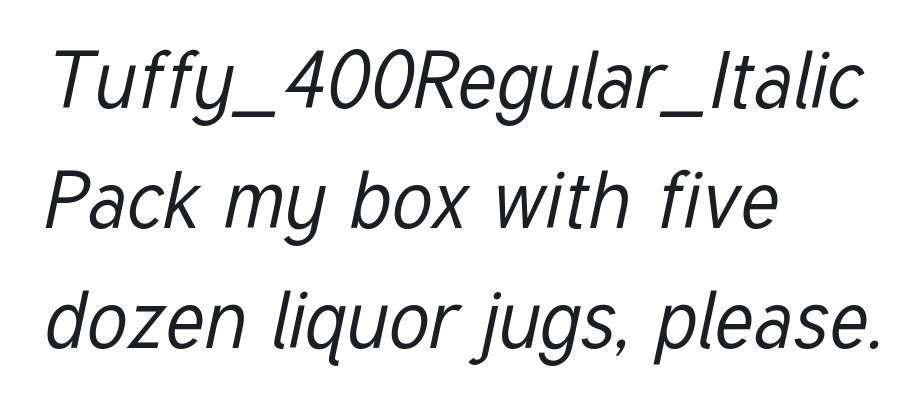 Tuffy_400Regular_Italic
Pack my box with five
dozen liquor jugs, please.